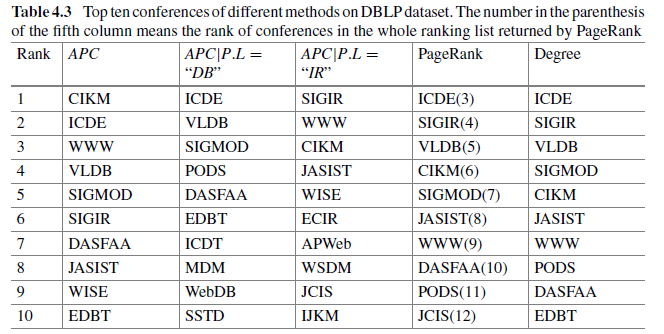 Table 4.3 Top ten conferences of different methods on DBLP dataset. The number in the parenthesis
of the fifth column means the rank of conferences in the whole ranking list returned by PageRank
Rank APC APC|P.L = APC|P.L = PageRank Degree
"DB" "IR"
1 CIKM ICDE SIGIR ICDE(3) ICDE
2 ICDE VLDB WWW SIGIR(4) SIGIR
3 WWW SIGMOD CIKM VLDB(5) VLDB
4 VLDB PODS JASIST CIKM(6) SIGMOD
5 SIGMOD DASFAA WISE SIGMOD(7) CIKM
6 SIGIR EDBT ECIR JASIST(8) JASIST
7 DASFAA ICDT APWeb WWW(9) WWW
8 JASIST MDM WSDM DASFAA(10) PODS
9 WISE WebDB JCIS PODS(11) DASFAA
10 EDBT SSTD IJKM JCIS(12) EDBT